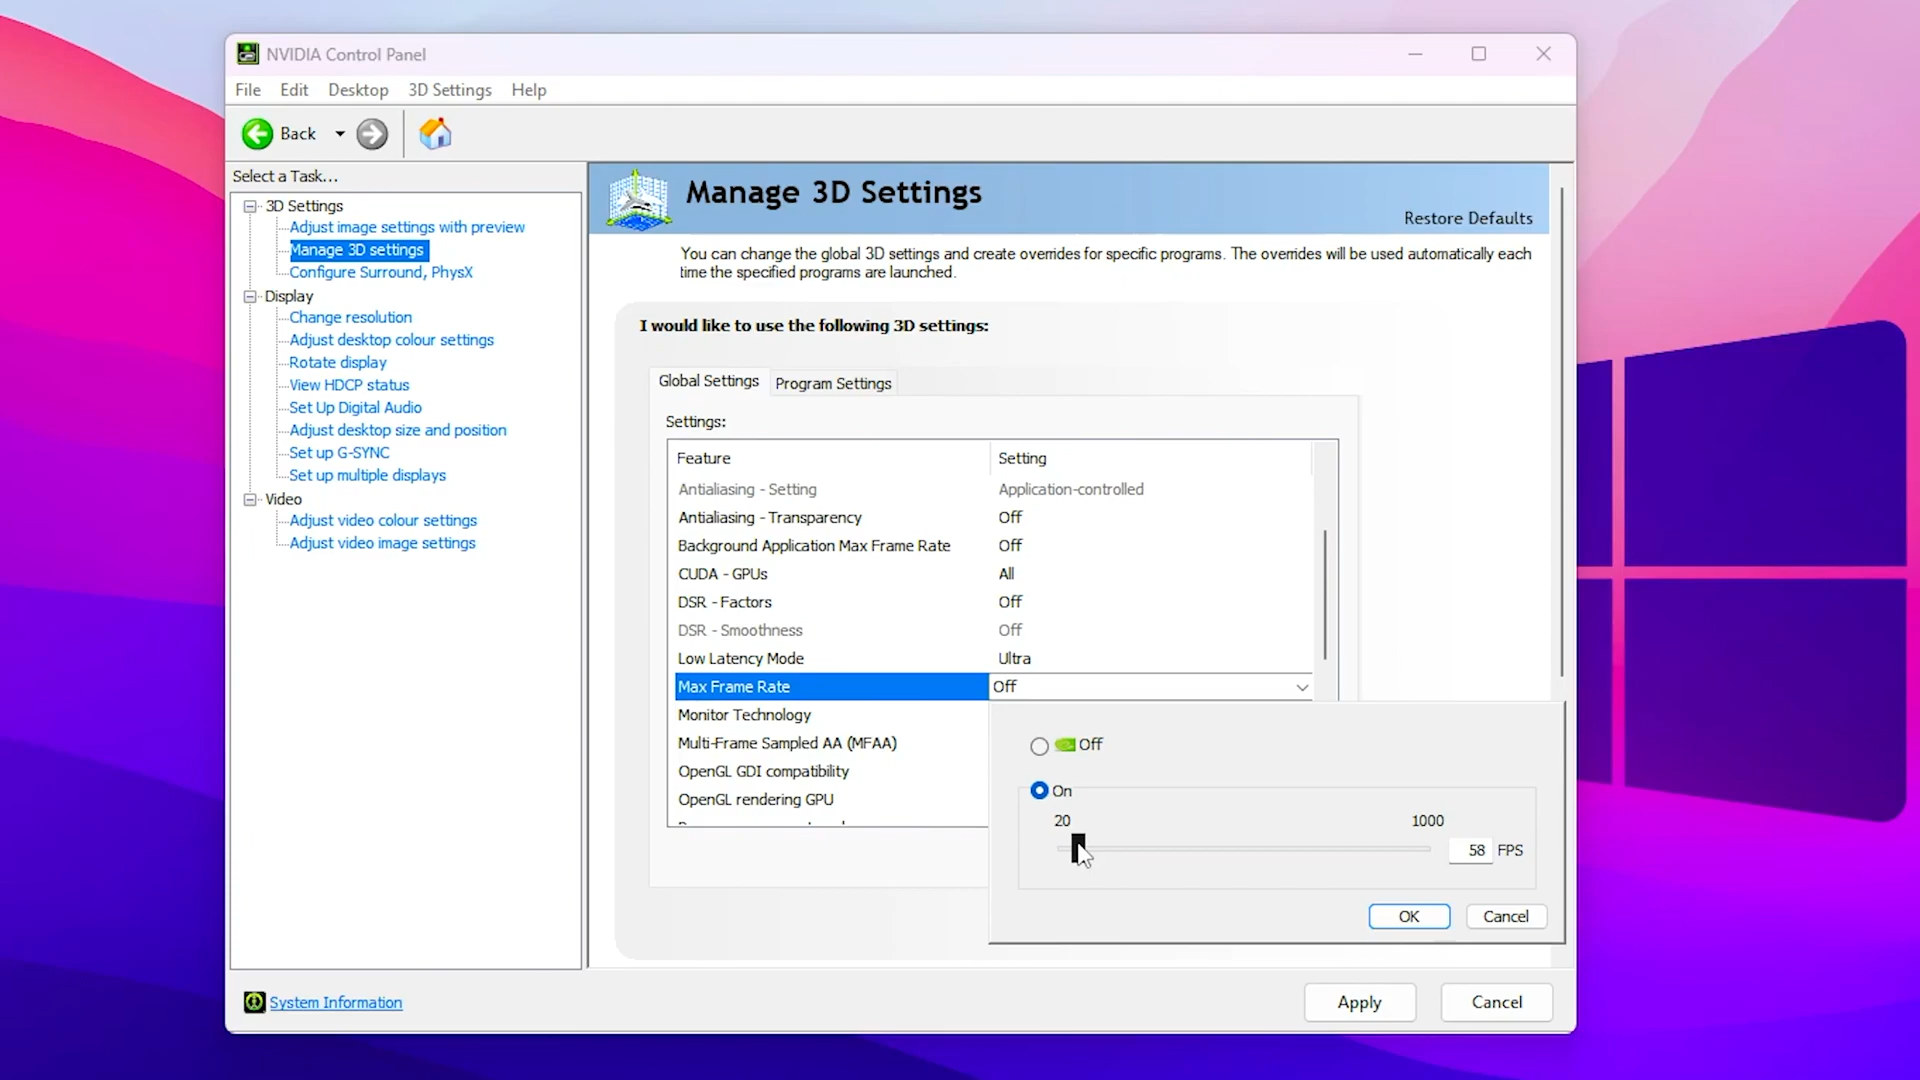 NVIDIA Control Panel
File Edit Desktop 3D Settings Help
Back
Select a Task...
3D Settings
Adjust image settings with preview
Manage 3D settings
Configure Surround, PhysX
Display
Change resolution
Adjust desktop colour settings
Rotate display
View HDCP status
Set Up Digital Audio
Adjust desktop size and position
Set up G-SYNC
Set up multiple displays
Video
Adjust video colour settings
Adjust video image settings
System Information
Manage 3D Settings
Restore Defaults
You can change the global 3D settings and create overrides for specific programs. The overrides will be used automatically each
time the specified programs are launched.
I would like to use the following 3D settings:
Global Settings Program Settings
Settings:
Feature Setting
Antialiasing - Setting Application-controlled
Antialiasing - Transparency Off
Background Application Max Frame Rate Off
CUDA - GPUs All
DSR - Factors Off
DSR - Smoothness Off
Low Latency Mode Ultra
Max Frame Rate Off
Monitor Technology
Multi-Frame Sampled AA (MFAA)
OpenGL GDI compatibility
OpenGL rendering GPU
Off
On
20 1000
58 FPS
OK Cancel
Apply Cancel